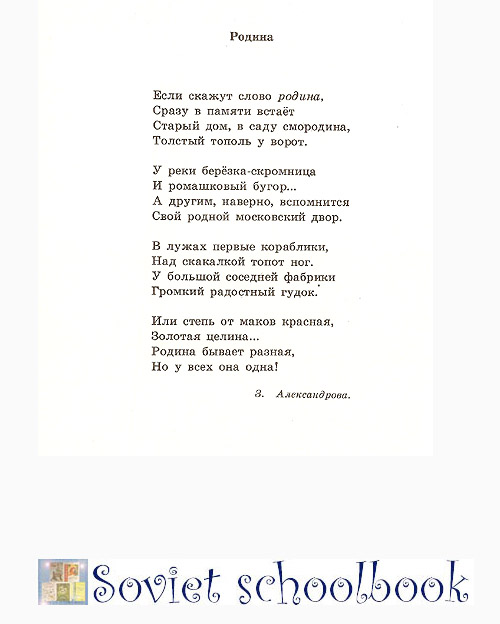 Родина
Если скажут слово родина,
Сразу в памяти встаёт
Старый дом, в саду смородина,
Толстый тополь у ворот.
У реки берёзка-скромница
И ромашковый бугор...
А другим, наверно, вспомнится
Свой родной московский двор.
В лужах первые кораблики,
Над скакалкой топот ног.
У большой соседней фабрики
Громкий радостный гудок.
Или степь от маков красная,
Золотая целина...
Родина бывает разная,
Но у всех она одна!
З. Александрова.
Soviet schoolbook